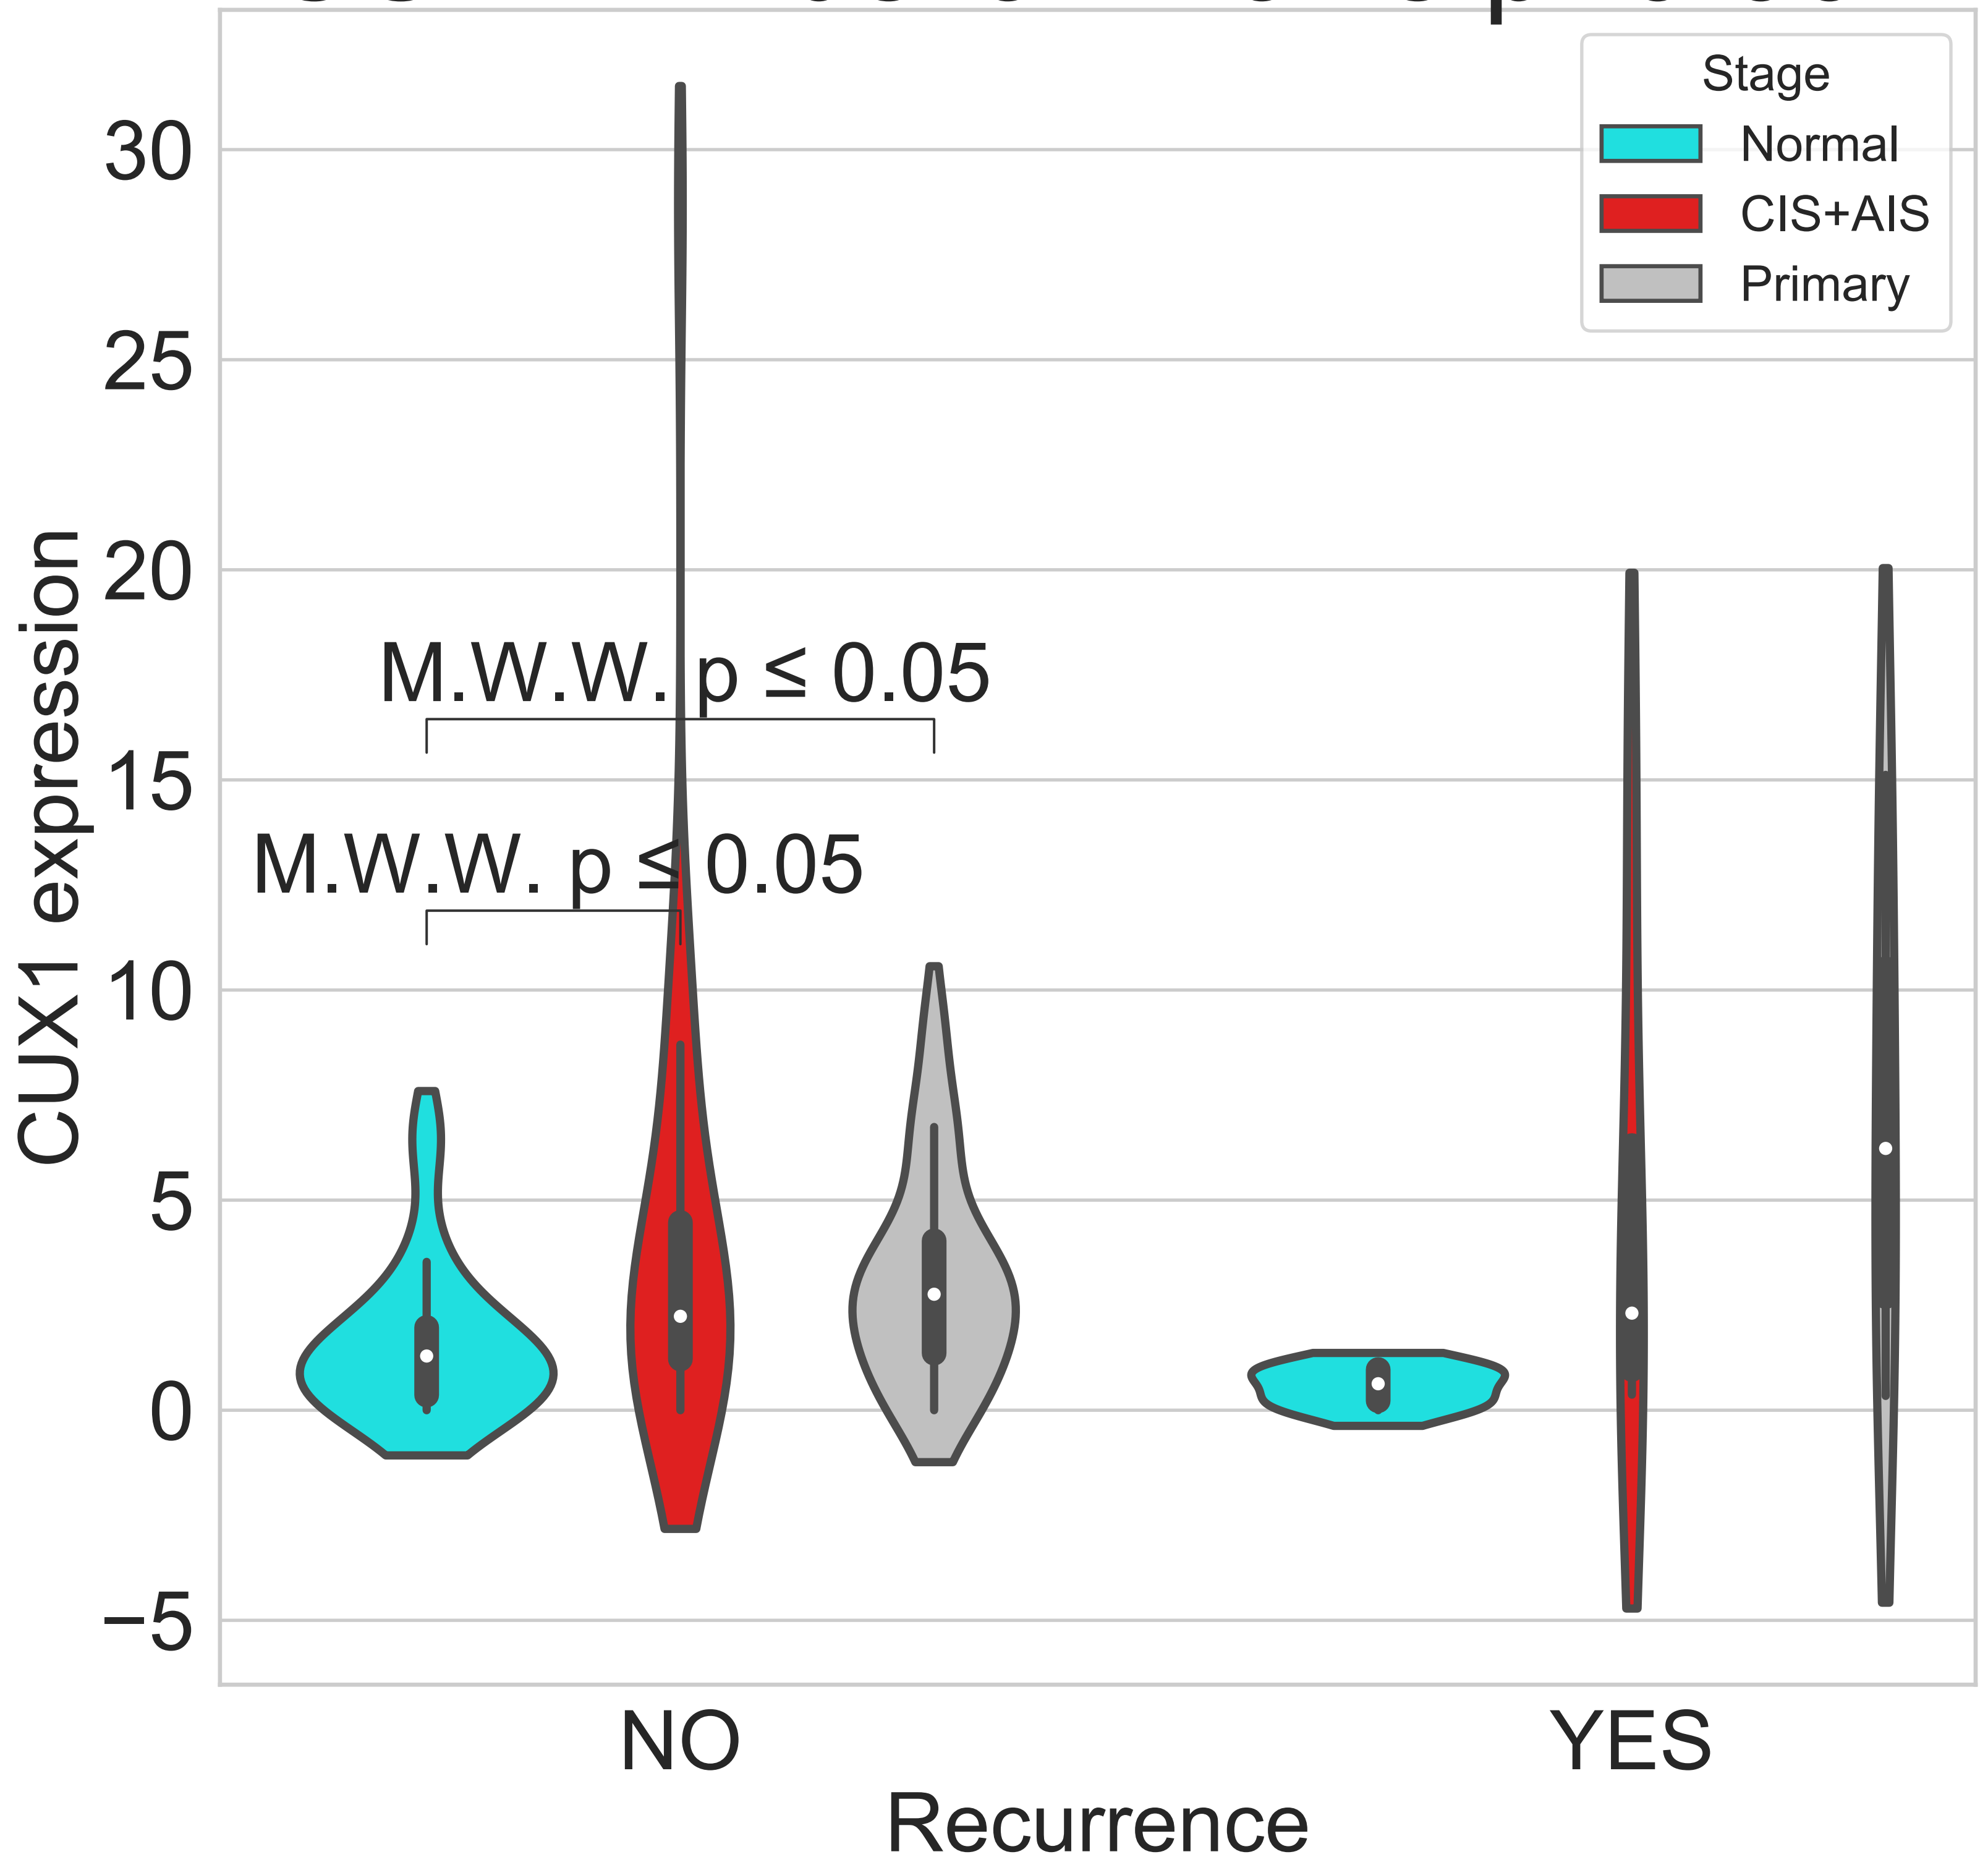 Stage
Normal
CIS+AIS
Primary
30
25
20
15
10
5
0
−5
CUX1 expression
M.W.W. p ≤ 0.05
M.W.W. p ≤ 0.05
NO
YES
Recurrence